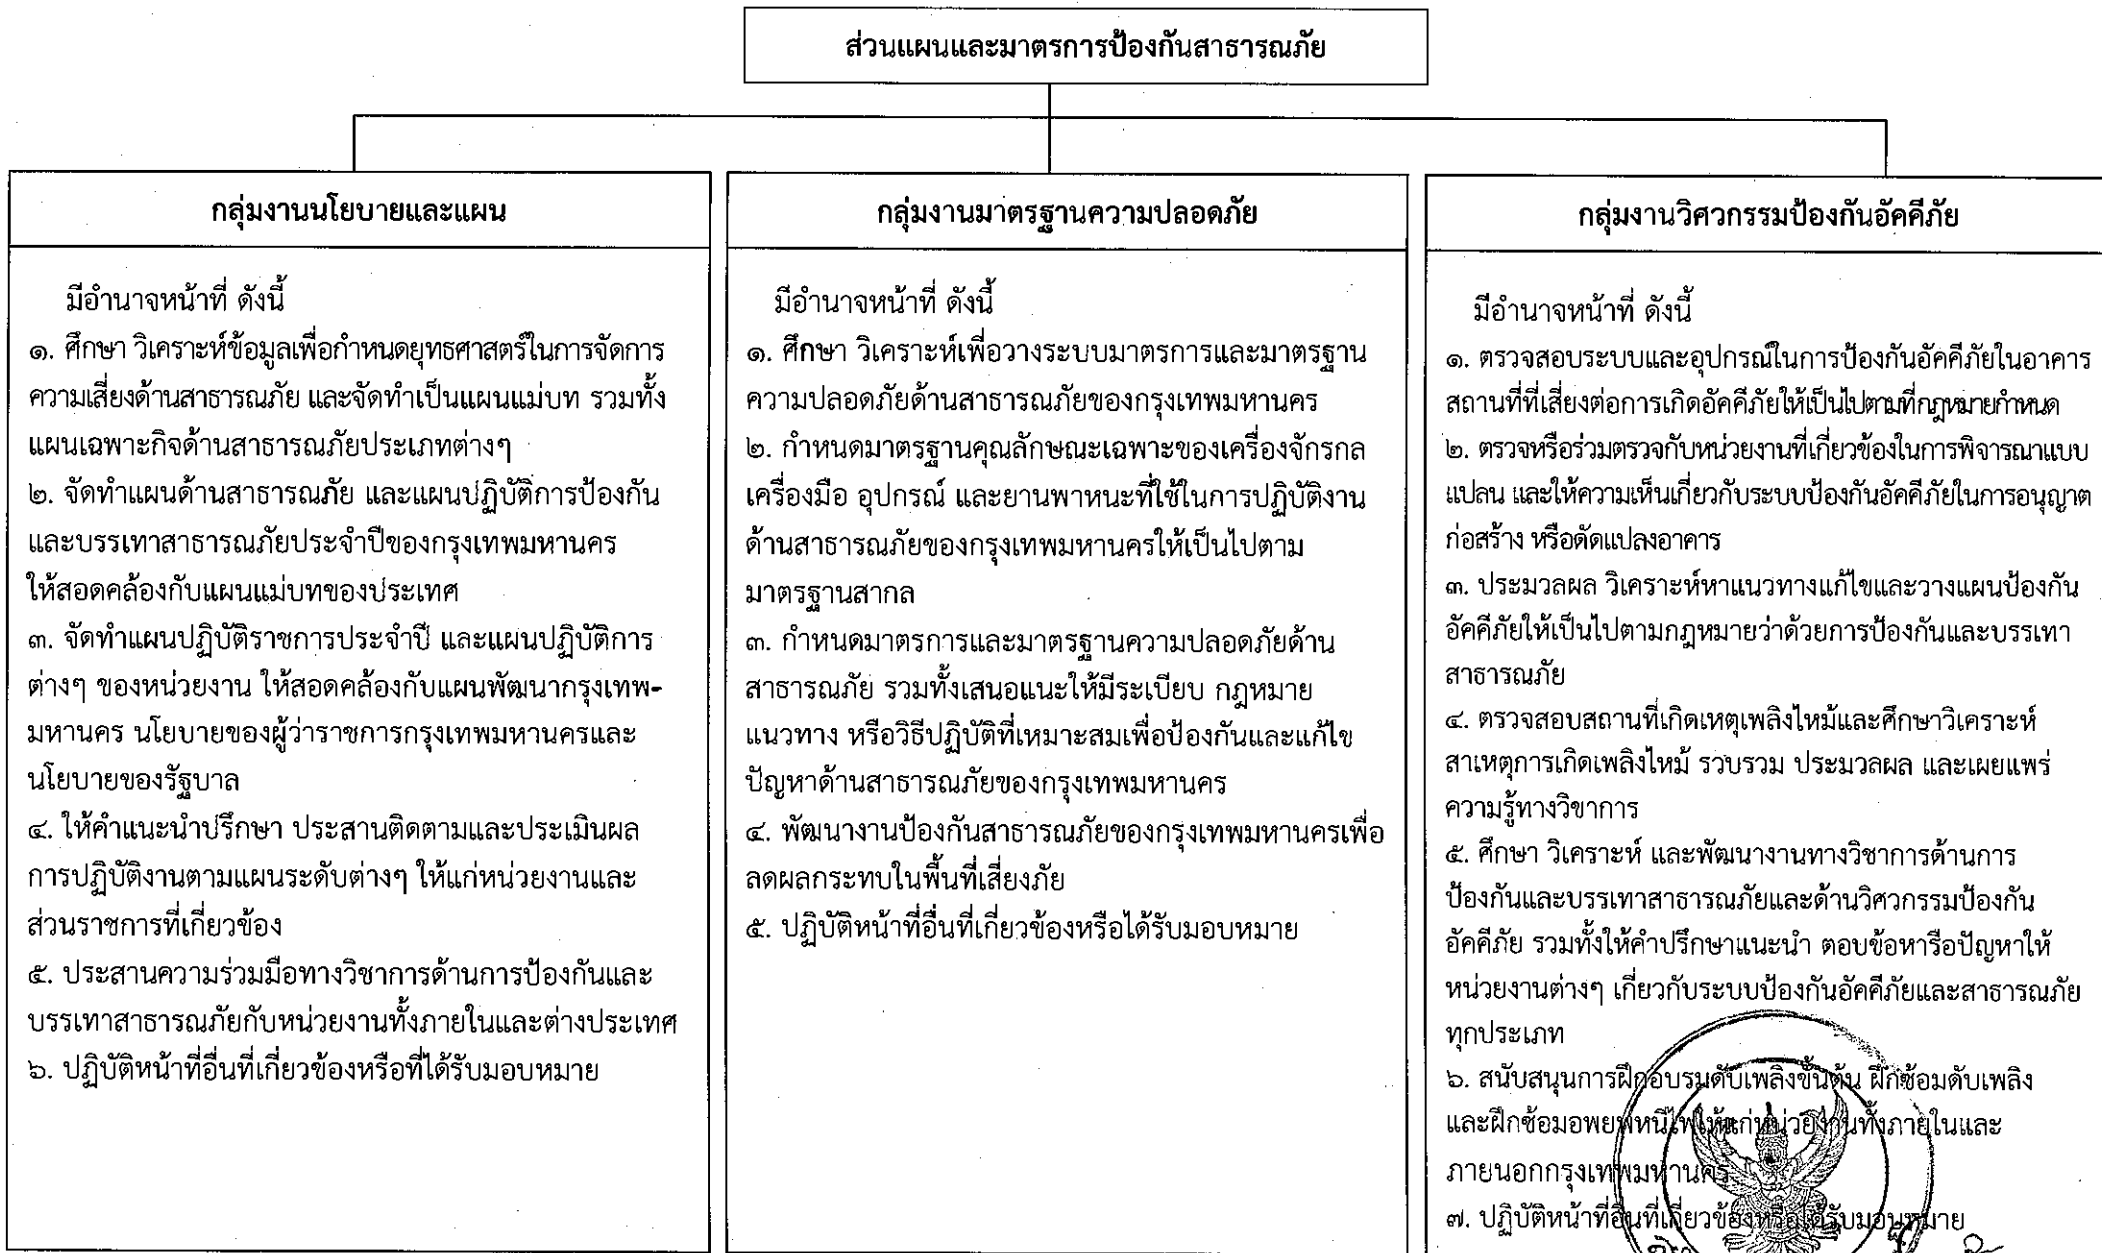 ส่วนแผนและมาตรการป้องกันสาธารณภัย
กลุ่มงานนโยบายและแผน
มีอำนาจหน้าที่ ดังนี้
๑. ศึกษา วิเคราะห์ข้อมูลเพื่อกำหนดยุทธศาสตร์ในการจัดการ
ความเสี่ยงด้านสาธารณภัย และจัดทำเป็นแผนแม่บท รวมทั้ง
แผนเฉพาะกิจด้านสาธารณภัยประเภทต่างๆ
๒. จัดทำแผนด้านสาธารณภัย และแผนปฏิบัติการป้องกัน
และบรรเทาสาธารณภัยประจำปีของกรุงเทพมหานคร
ให้สอดคล้องกับแผนแม่บทของประเทศ
๓. จัดทำแผนปฏิบัติราชการประจำปี และแผนปฏิบัติการ
ต่างๆ ของหน่วยงาน ให้สอดคล้องกับแผนพัฒนากรุงเทพ-
มหานคร นโยบายของผู้ว่าราชการกรุงเทพมหานครและ
นโยบายของรัฐบาล
๔. ให้คำแนะนำปรึกษา ประสานติดตามและประเมินผล
การปฏิบัติงานตามแผนระดับต่างๆ ให้แก่หน่วยงานและ
ส่วนราชการที่เกี่ยวข้อง
๕. ประสานความร่วมมือทางวิชาการด้านการป้องกันและ
บรรเทาสาธารณภัยกับหน่วยงานทั้งภายในและต่างประเทศ
๖. ปฏิบัติหน้าที่อื่นที่เกี่ยวข้องหรือที่ได้รับมอบหมาย
กลุ่มงานมาตรฐานความปลอดภัย
มีอำนาจหน้าที่ ดังนี้
๑. ศึกษา วิเคราะห์เพื่อวางระบบมาตรการและมาตรฐาน
ความปลอดภัยด้านสาธารณภัยของกรุงเทพมหานคร
๒. กำหนดมาตรฐานคุณลักษณะเฉพาะของเครื่องจักรกล
เครื่องมือ อุปกรณ์ และยานพาหนะที่ใช้ในการปฏิบัติงาน
ด้านสาธารณภัยของกรุงเทพมหานครให้เป็นไปตาม
มาตรฐานสากล
๓. กำหนดมาตรการและมาตรฐานความปลอดภัยด้าน
สาธารณภัย รวมทั้งเสนอแนะให้มีระเบียบ กฎหมาย
แนวทาง หรือวิธีปฏิบัติที่เหมาะสมเพื่อป้องกันและแก้ไข
ปัญหาด้านสาธารณภัยของกรุงเทพมหานคร
๔. พัฒนางานป้องกันสาธารณภัยของกรุงเทพมหานครเพื่อ
ลดผลกระทบในพื้นที่เสี่ยงภัย
๕. ปฏิบัติหน้าที่อื่นที่เกี่ยวข้องหรือได้รับมอบหมาย
กลุ่มงานวิศวกรรมป้องกันอัคคีภัย
มีอำนาจหน้าที่ ดังนี้
๑. ตรวจสอบระบบและอุปกรณ์ในการป้องกันอัคคีภัยในอาคาร
สถานที่ที่เสี่ยงต่อการเกิดอัคคีภัยให้เป็นไปตามที่กฎหมายกำหนด
๒. ตรวจหรือร่วมตรวจกับหน่วยงานที่เกี่ยวข้องในการพิจารณาแบบ
แปลน และให้ความเห็นเกี่ยวกับระบบป้องกันอัคคีภัยในการอนุญาต
ก่อสร้าง หรือดัดแปลงอาคาร
๓. ประมวลผล วิเคราะห์หาแนวทางแก้ไขและวางแผนป้องกัน
อัคคีภัยให้เป็นไปตามกฎหมายว่าด้วยการป้องกันและบรรเทา
สาธารณภัย
๔. ตรวจสอบสถานที่เกิดเหตุเพลิงไหม้และศึกษาวิเคราะห์
สาเหตุการเกิดเพลิงไหม้ รวบรวม ประมวลผล และเผยแพร่
ความรู้ทางวิชาการ
๕. ศึกษา วิเคราะห์ และพัฒนางานทางวิชาการด้านการ
ป้องกันและบรรเทาสาธารณภัยและด้านวิศวกรรมป้องกัน
อัคคีภัย รวมทั้งให้คำปรึกษาแนะนำ ตอบข้อหารือปัญหาให้
หน่วยงานต่างๆ เกี่ยวกับระบบป้องกันอัคคีภัยและสาธารณภัย
ทุกประเภท
๖. สนับสนุนการฝึกอบรมดับเพลิงขั้นต้น ฝึกซ้อมดับเพลิง
และฝึกซ้อมอพยพหนีไฟให้แก่หน่วยงานทั้งภายในและ
ภายนอกกรุงเทพมหานคร
๗. ปฏิบัติหน้าที่อื่นที่เกี่ยวข้องหรือได้รับมอบหมาย